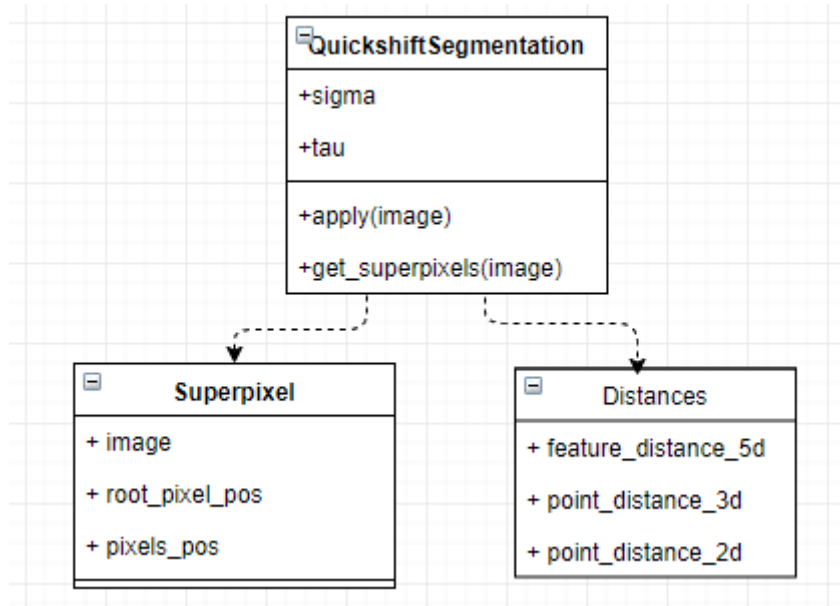 QuickshiftSegmentation
+sigma
+tau
+apply(image)
+get_superpixels(image)
Superpixel
+ image
+ root_pixel_pos
+ pixels_pos
Distances
+ feature_distance_5d
+ point_distance_3d
+ point_distance_2d